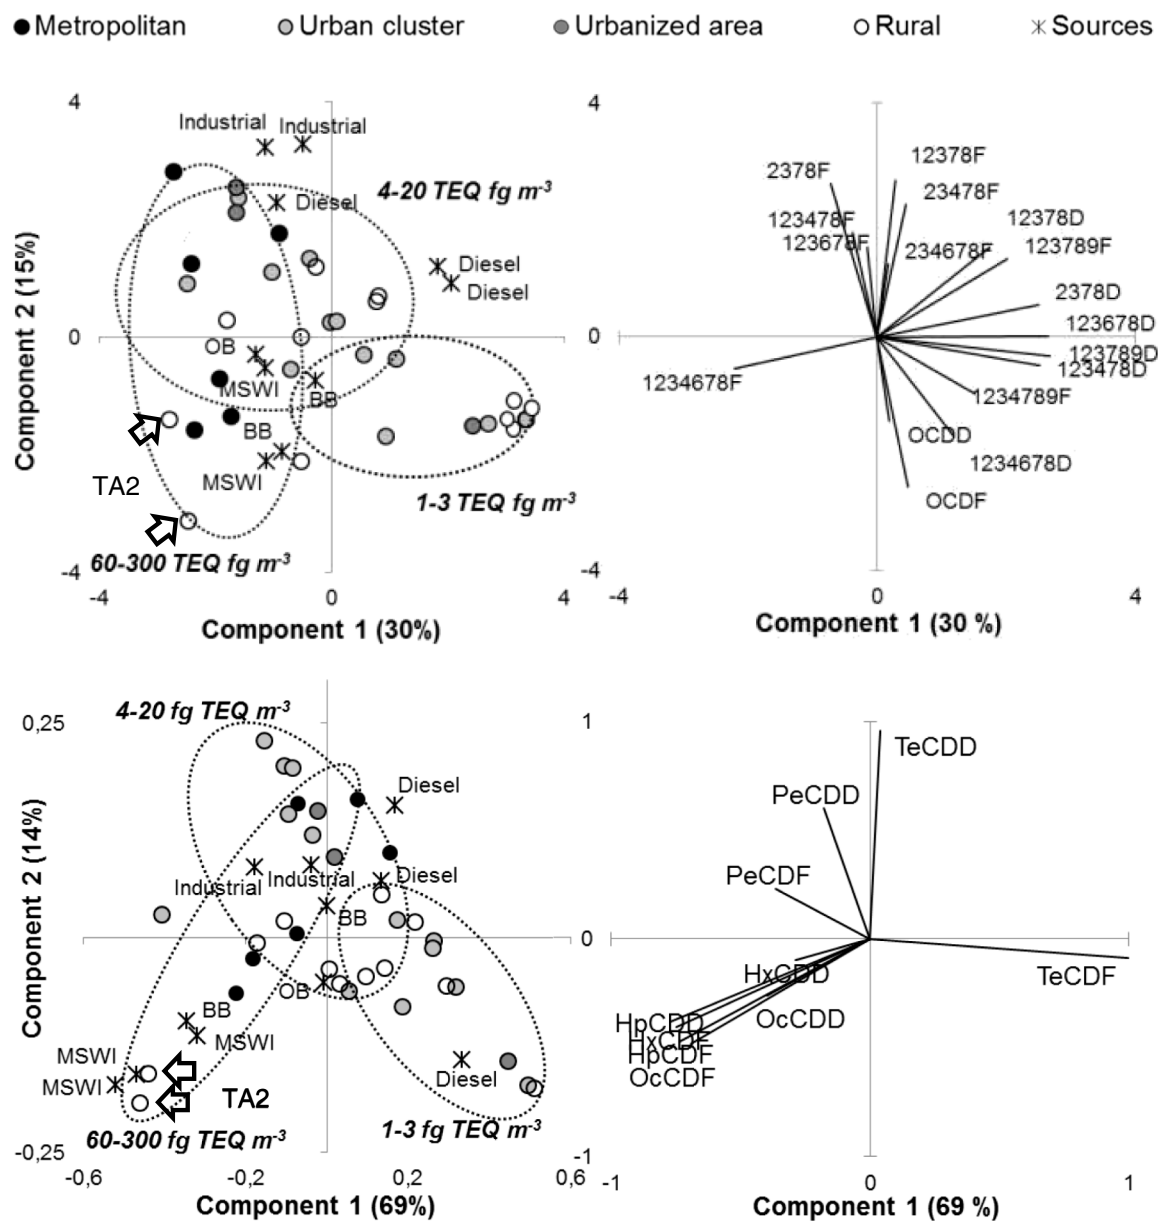 Metropolitan Urban cluster Urbanized area Rural Sources
4
Industrial Industrial
4-20 TEQ fg m-3
Diesel
Diesel
Diesel
Component 2 (15%)
0
OB
MSWI
BB
BB
MSWI
TA2
1-3 TEQ fg m-3
60-300 TEQ fg m-3
-4
-4 0 4
Component 1 (30%)
4
12378F
2378F
23478F
123478F
12378D
123678F
234678F
123789F
2378D
0
123678D
123789D
123478D
1234678F
1234789F
OCDD
1234678D
OCDF
-4
-4 0 4
Component 1 (30 %)
4-20 fg TEQ m-3
0,25
Diesel
Component 2 (14%)
Industrial Industrial Diesel
BB
0
OB
BB
MSWI
MSWI
MSWI
Diesel
TA2
60-300 fg TEQ m-3
1-3 fg TEQ m-3
-0,25
-0,6 -0,2 0,2 0,6
Component 1 (69%)
1
TeCDD
PeCDD
PeCDF
0
HxCDD
TeCDF
OcCDD
HpCDD
HxCDF
HpCDF
OcCDF
-1
-1 0 1
Component 1 (69 %)